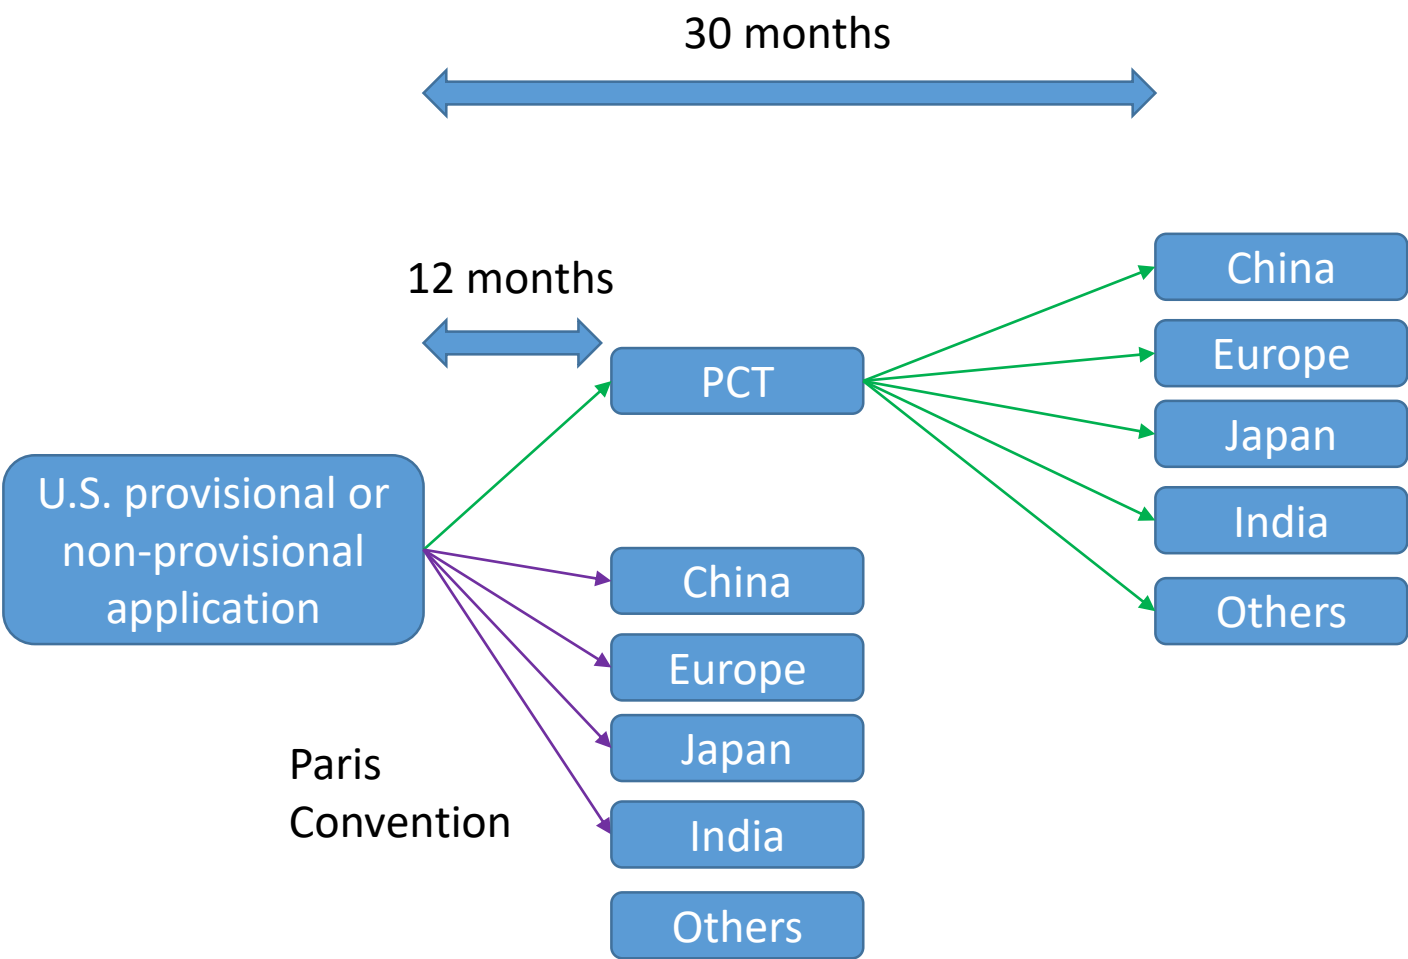 30 months
12 months
PCT
China
Europe
Japan
India
Others
U.S. provisional or
non-provisional
application
China
Europe
Japan
India
Others
Paris
Convention